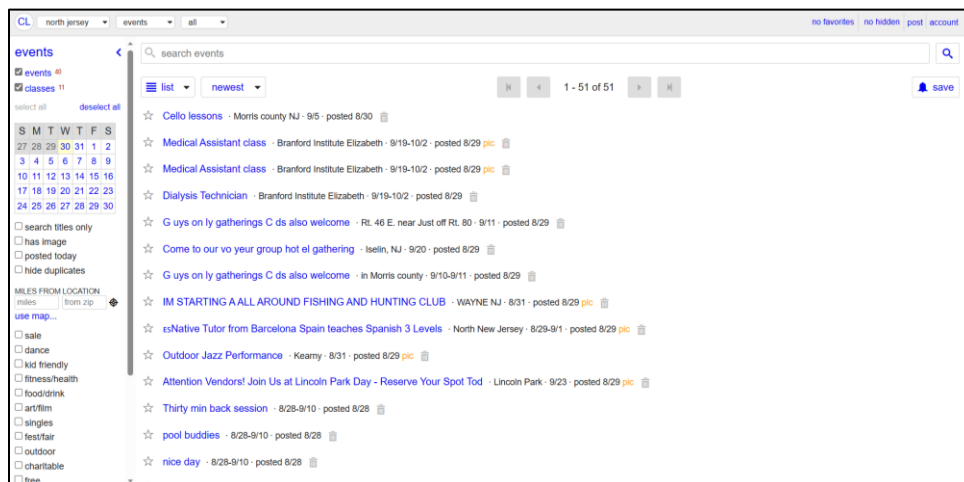 CL north jersey events all no favorites no hidden post account
events
search events
events 40
classes 11
select all deselect all
list newest 1 - 51 of 51 save
S M T W T F S
27 28 29 30 31 1 2
3 4 5 6 7 8 9
10 11 12 13 14 15 16
17 18 19 20 21 22 23
24 25 26 27 28 29 30
search titles only
has image
posted today
hide duplicates
MILES FROM LOCATION
miles from zip
use map...
sale
dance
kid friendly
fitness/health
food/drink
art/film
singles
fest/fair
outdoor
charitable
free
Cello lessons · Morris county NJ · 9/5 · posted 8/30
Medical Assistant class · Branford Institute Elizabeth · 9/19-10/2 · posted 8/29 pic
Medical Assistant class · Branford Institute Elizabeth · 9/19-10/2 · posted 8/29 pic
Dialysis Technician · Branford Institute Elizabeth · 9/19-10/2 · posted 8/29
G uys on ly gatherings C ds also welcome · Rt. 46 E. near Just off Rt. 80 · 9/11 · posted 8/29
Come to our vo yeur group hot el gathering · Iselin, NJ · 9/20 · posted 8/29
G uys on ly gatherings C ds also welcome · in Morris county · 9/10-9/11 · posted 8/29
IM STARTING A ALL AROUND FISHING AND HUNTING CLUB · WAYNE NJ · 8/31 · posted 8/29 pic
ESNative Tutor from Barcelona Spain teaches Spanish 3 Levels · North New Jersey · 8/29-9/1 · posted 8/29 pic
Outdoor Jazz Performance · Kearny · 8/31 · posted 8/29 pic
Attention Vendors! Join Us at Lincoln Park Day - Reserve Your Spot Tod · Lincoln Park · 9/23 · posted 8/29 pic
Thirty min back session · 8/28-9/10 · posted 8/28
pool buddies · 8/28-9/10 · posted 8/28
nice day · 8/28-9/10 · posted 8/28